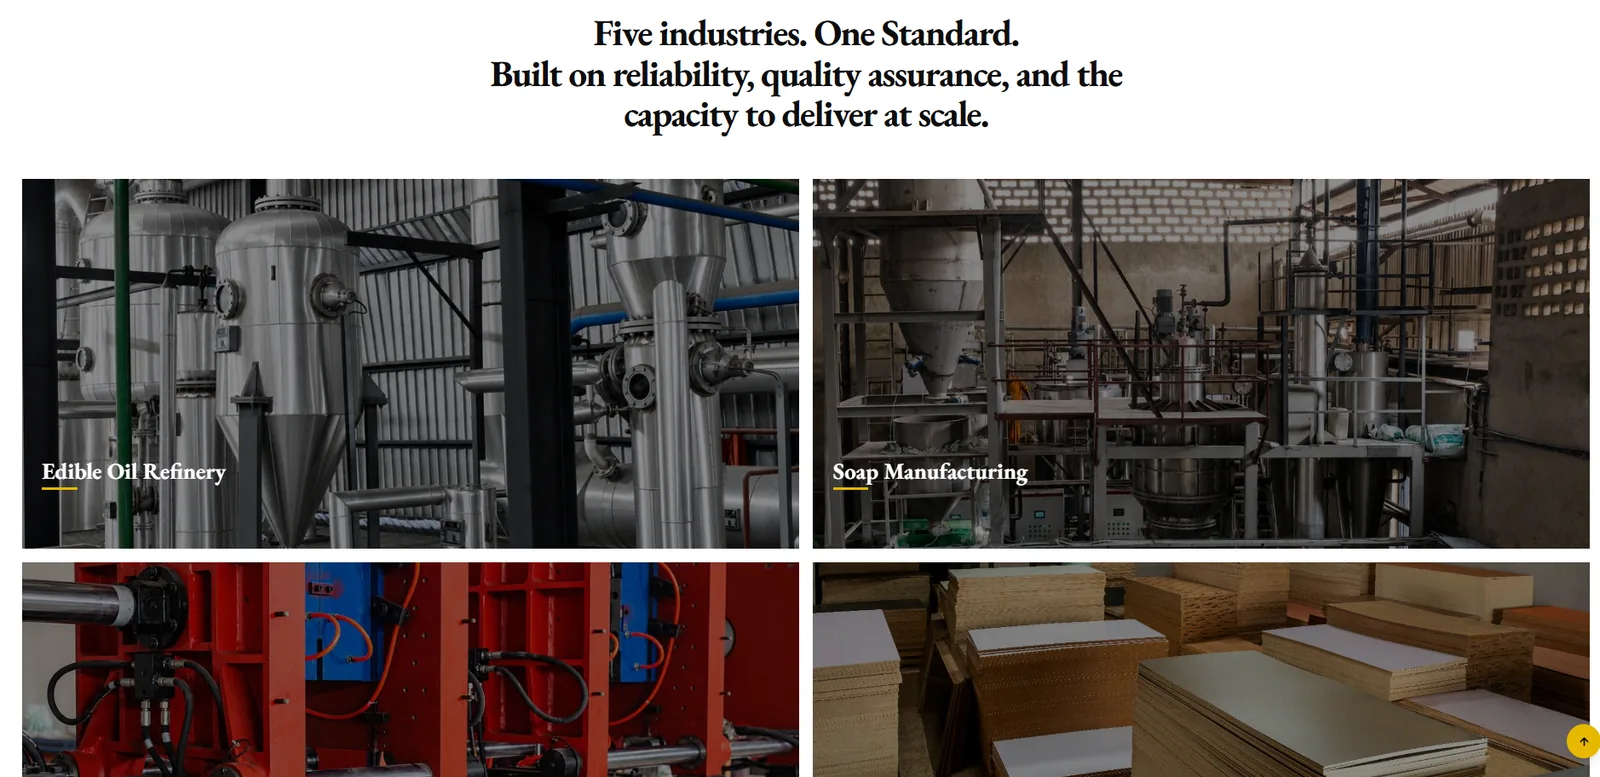 Five industries. One Standard.
Built on reliability, quality assurance, and the
capacity to deliver at scale.
Edible Oil Refinery
Soap Manufacturing